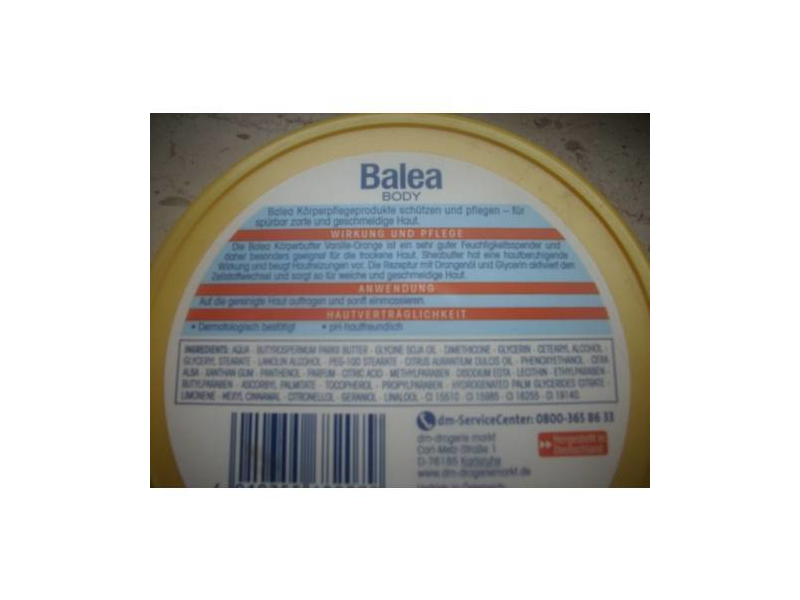 Balea
BODY
Balea Körperpflegeprodukte schützen und pflegen – für
spürbar zarte und geschmeidige Haut.
WIRKUNG UND PFLEGE
Die Balea Körperbutter Vanille-Orange ist ein sehr guter Feuchtigkeitsspender und
daher besonders geeignet für die trockene Haut. Sheabutter hat eine hautberuhigende
Wirkung und beugt Hautreizungen vor. Die Rezeptur mit Orangenöl und Glycerin aktiviert den
Zellstoffwechsel und sorgt so für weiche und geschmeidige Haut.
ANWENDUNG
Auf die gereinigte Haut auftragen und sanft einmassieren.
HAUTVERTRÄGLICHKEIT
• Dermatologisch bestätigt • pH-hautfreundlich
INGREDIENTS: AQUA · BUTYROSPERMUM PARKII BUTTER · GLYCINE SOJA OIL · DIMETHICONE · GLYCERIN · CETEARYL ALCOHOL ·
GLYCERYL STEARATE · LANOLIN ALCOHOL · PEG-100 STEARATE · CITRUS AURANTIUM DULCIS OIL · PHENOXYETHANOL · CERA
ALBA · XANTHAN GUM · PANTHENOL · PARFUM · CITRIC ACID · METHYLPARABEN · DISODIUM EDTA · LECITHIN · ETHYLPARABEN ·
BUTYLPARABEN · ASCORBYL PALMITATE · TOCOPHEROL · PROPYLPARABEN · HYDROGENATED PALM GLYCERIDES CITRATE ·
LIMONENE · HEXYL CINNAMAL · CITRONELLOL · GERANIOL · LINALOOL · CI 15510 · CI 15985 · CI 16255 · CI 19140.
dm-ServiceCenter: 0800-365 86 33
dm-drogerie markt
Carl-Metz-Straße 1
D-76185 Karlsruhe
www.dm-drogeriemarkt.de
Hergestellt in
Deutschland
Vertrieb in Österreich